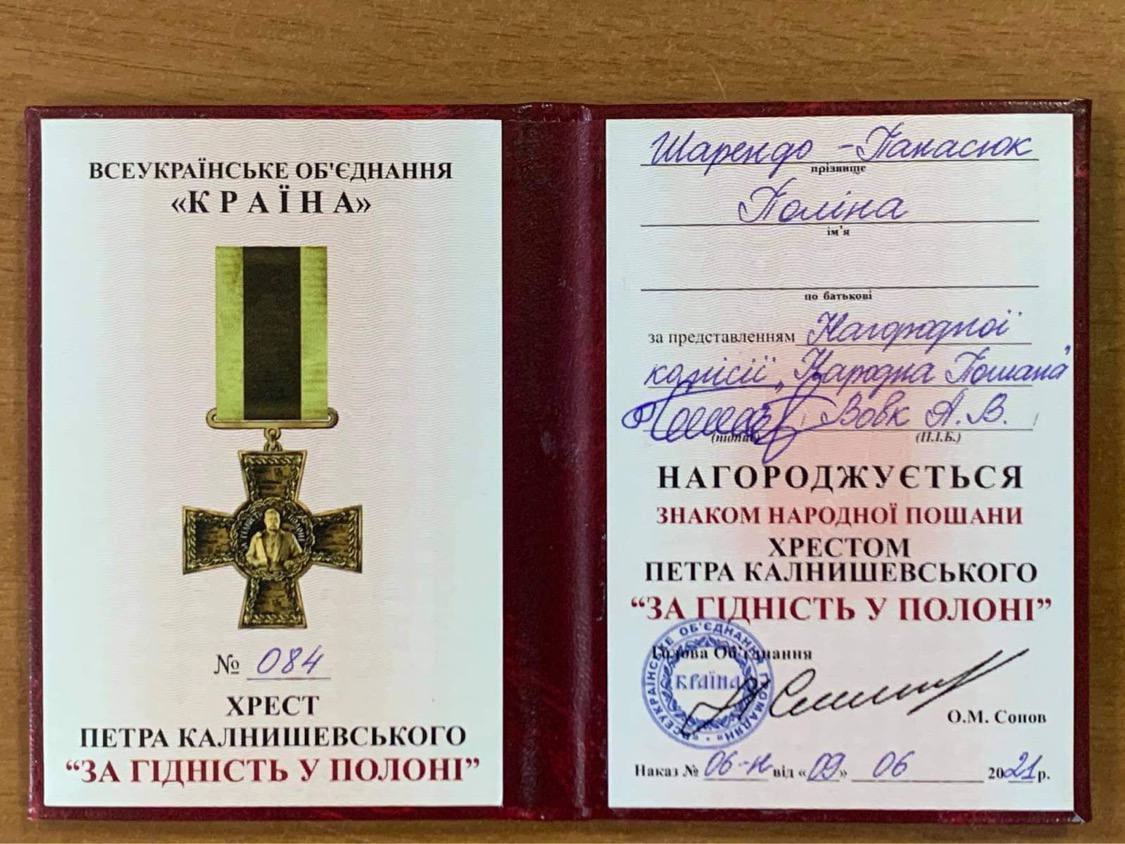 ВСЕУКРАЇНСЬКЕ ОБ'ЄДНАННЯ
«КРАЇНА»
№ 084
ХРЕСТ
ПЕТРА КАЛНИШЕВСЬКОГО
“ЗА ГІДНІСТЬ У ПОЛОНІ”
Шарендо-Панасюк
прізвище
Поліна
ім'я
по батькові
за представленням Нагородної
комісії „Народна Пошана”
Вовк А.В.
(підпис) (П.І.Б.)
НАГОРОДЖУЄТЬСЯ
ЗНАКОМ НАРОДНОЇ ПОШАНИ
ХРЕСТОМ
ПЕТРА КАЛНИШЕВСЬКОГО
“ЗА ГІДНІСТЬ У ПОЛОНІ”
Голова Об'єднання
КРАЇНА
О.М. Сопов
Наказ № 06-н від «09» 06 2021 р.